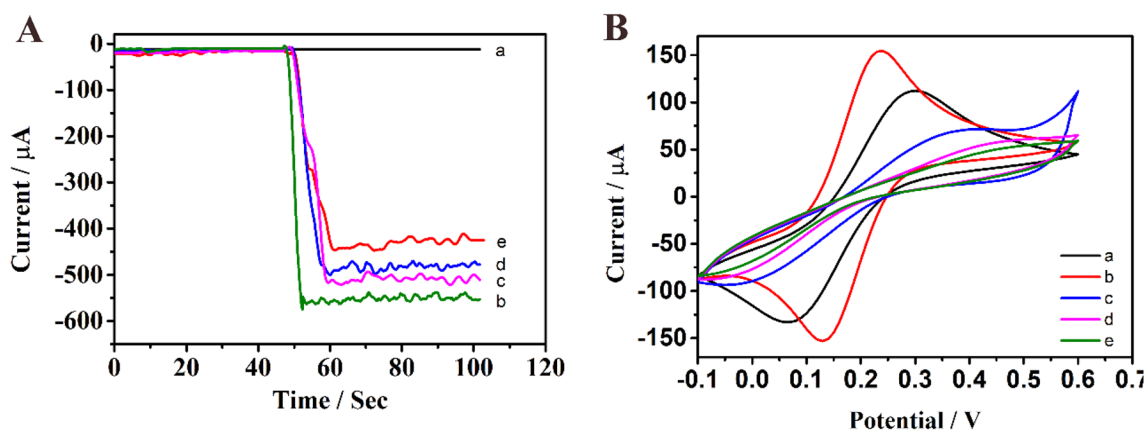 A
0
-100
-200
-300
-400
-500
-600
0 20 40 60 80 100 120
Current / μA
Time / Sec
a
e
d
c
b
B
150
100
50
0
-50
-100
-150
-0.1 0.0 0.1 0.2 0.3 0.4 0.5 0.6 0.7
Current / μA
Potential / V
a
b
c
d
e